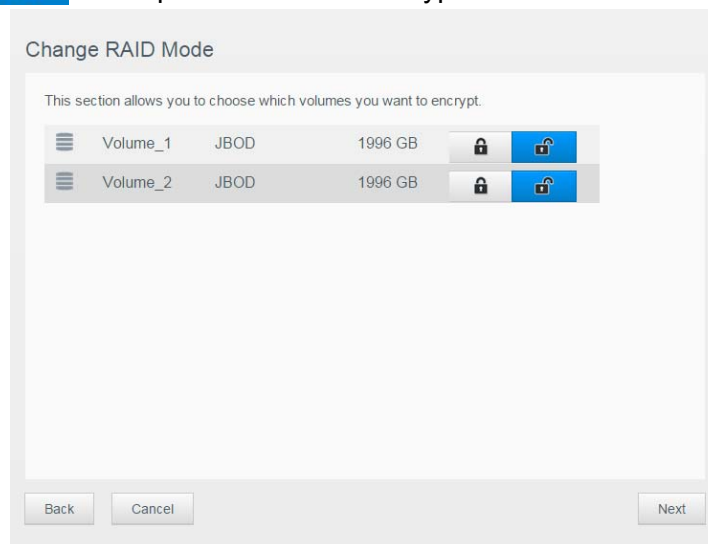 Change RAID Mode
This section allows you to choose which volumes you want to encrypt.
Volume_1 JBOD 1996 GB
Volume_2 JBOD 1996 GB
Back Cancel Next